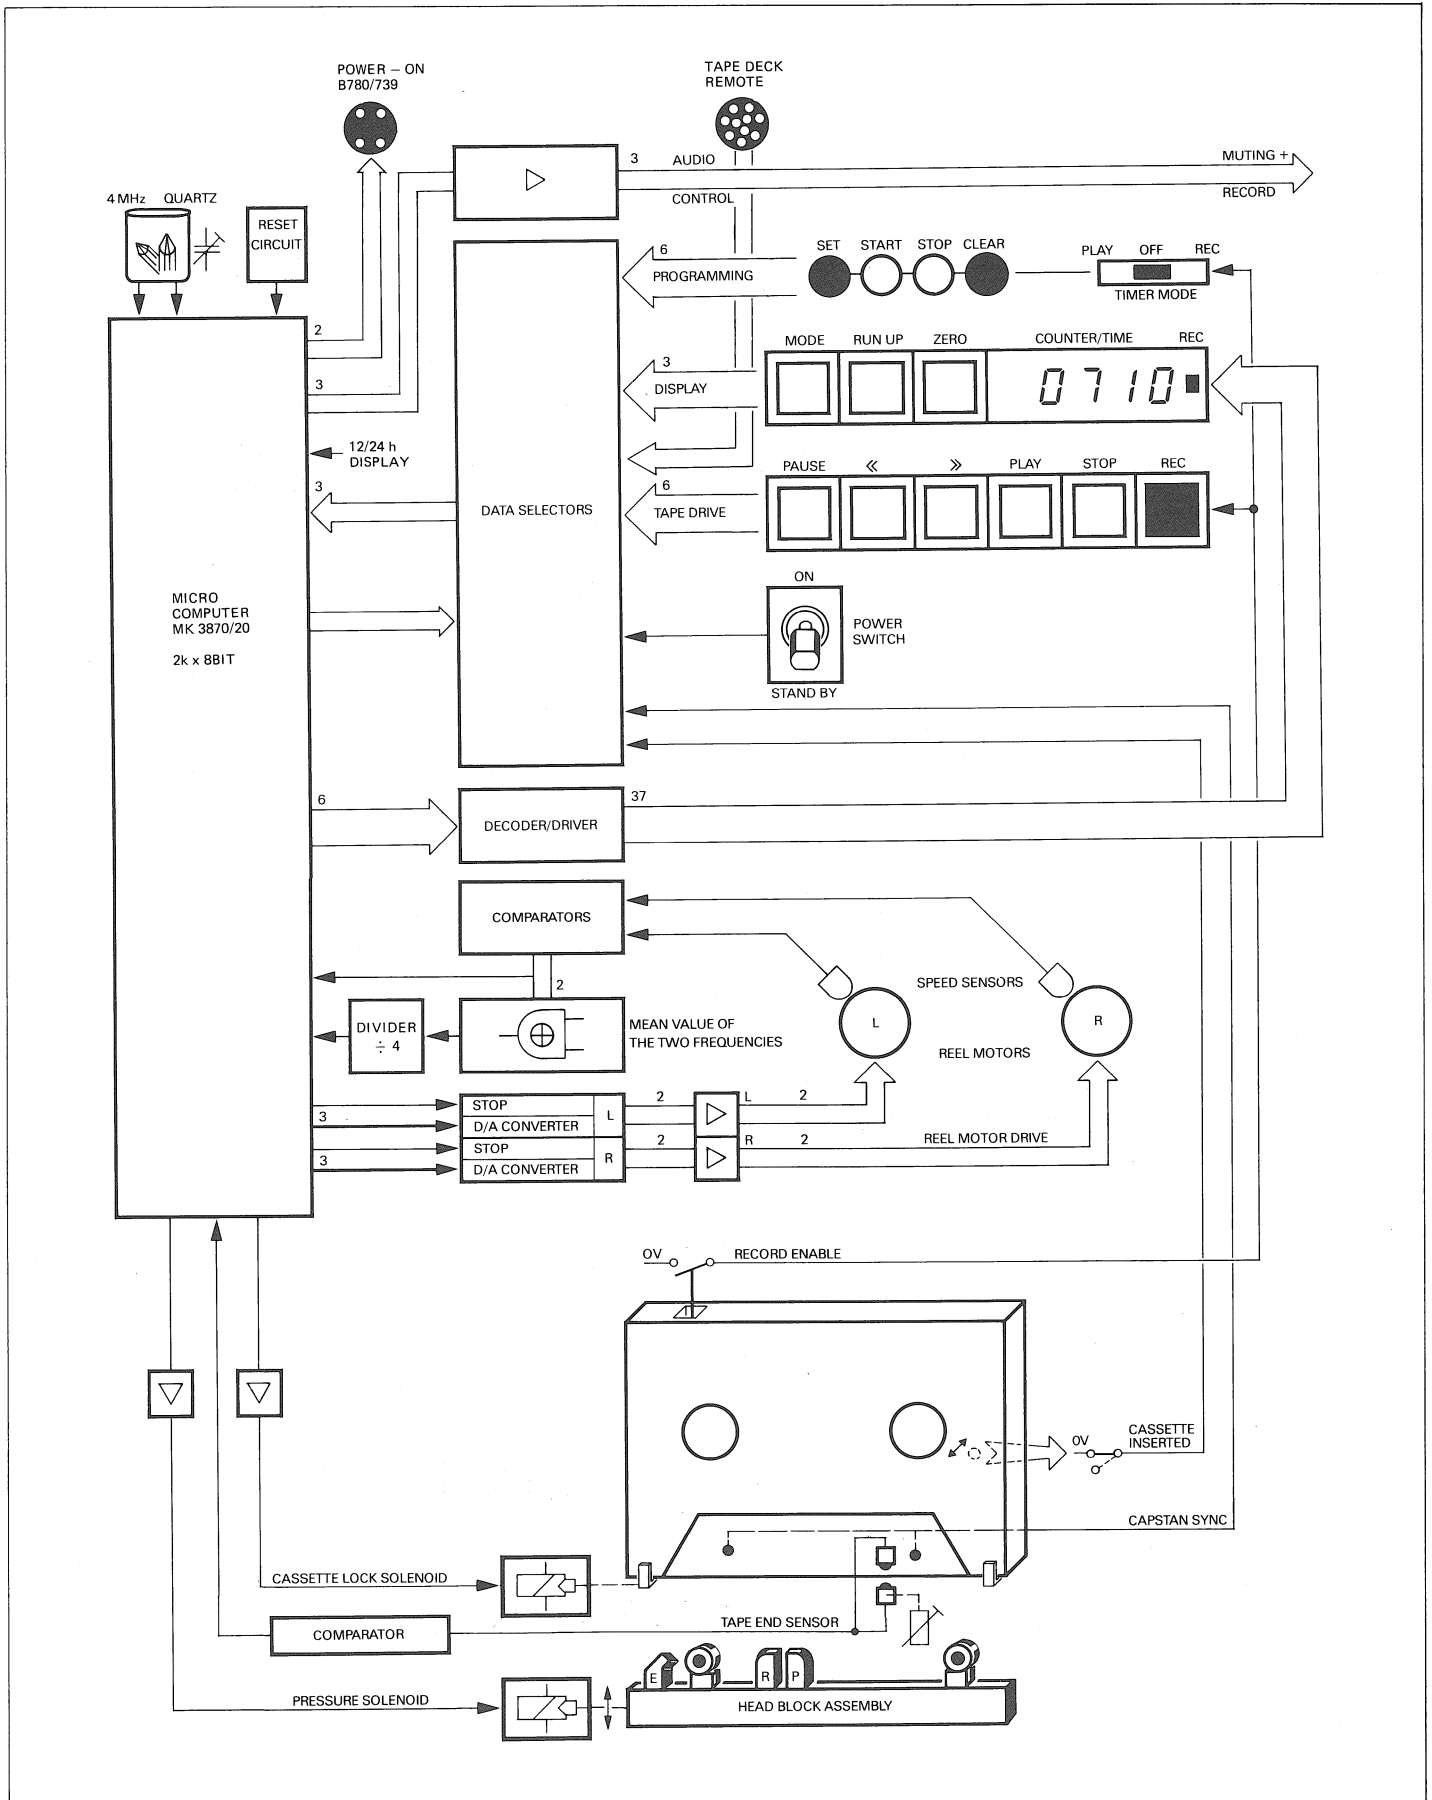 POWER – ON
B780/739
TAPE DECK
REMOTE
3
AUDIO
MUTING +
CONTROL
RECORD
4 MHz QUARTZ
RESET
CIRCUIT
6
PROGRAMMING
SET START STOP CLEAR
PLAY OFF REC
TIMER MODE
2
3
12/24 h
DISPLAY
3
3
DISPLAY
MODE RUN UP ZERO COUNTER/TIME REC
0710
PAUSE « » PLAY STOP REC
6
TAPE DRIVE
DATA SELECTORS
ON
POWER
SWITCH
STAND BY
MICRO
COMPUTER
MK 3870/20
2k x 8BIT
6
DECODER/DRIVER
37
COMPARATORS
2
SPEED SENSORS
DIVIDER
÷ 4
MEAN VALUE OF
THE TWO FREQUENCIES
L
R
REEL MOTORS
STOP
L
2
L
2
3
D/A CONVERTER
STOP
R
2
R
2
REEL MOTOR DRIVE
3
D/A CONVERTER
0V
RECORD ENABLE
0V
CASSETTE
INSERTED
CAPSTAN SYNC
CASSETTE LOCK SOLENOID
TAPE END SENSOR
COMPARATOR
E
R
P
PRESSURE SOLENOID
HEAD BLOCK ASSEMBLY